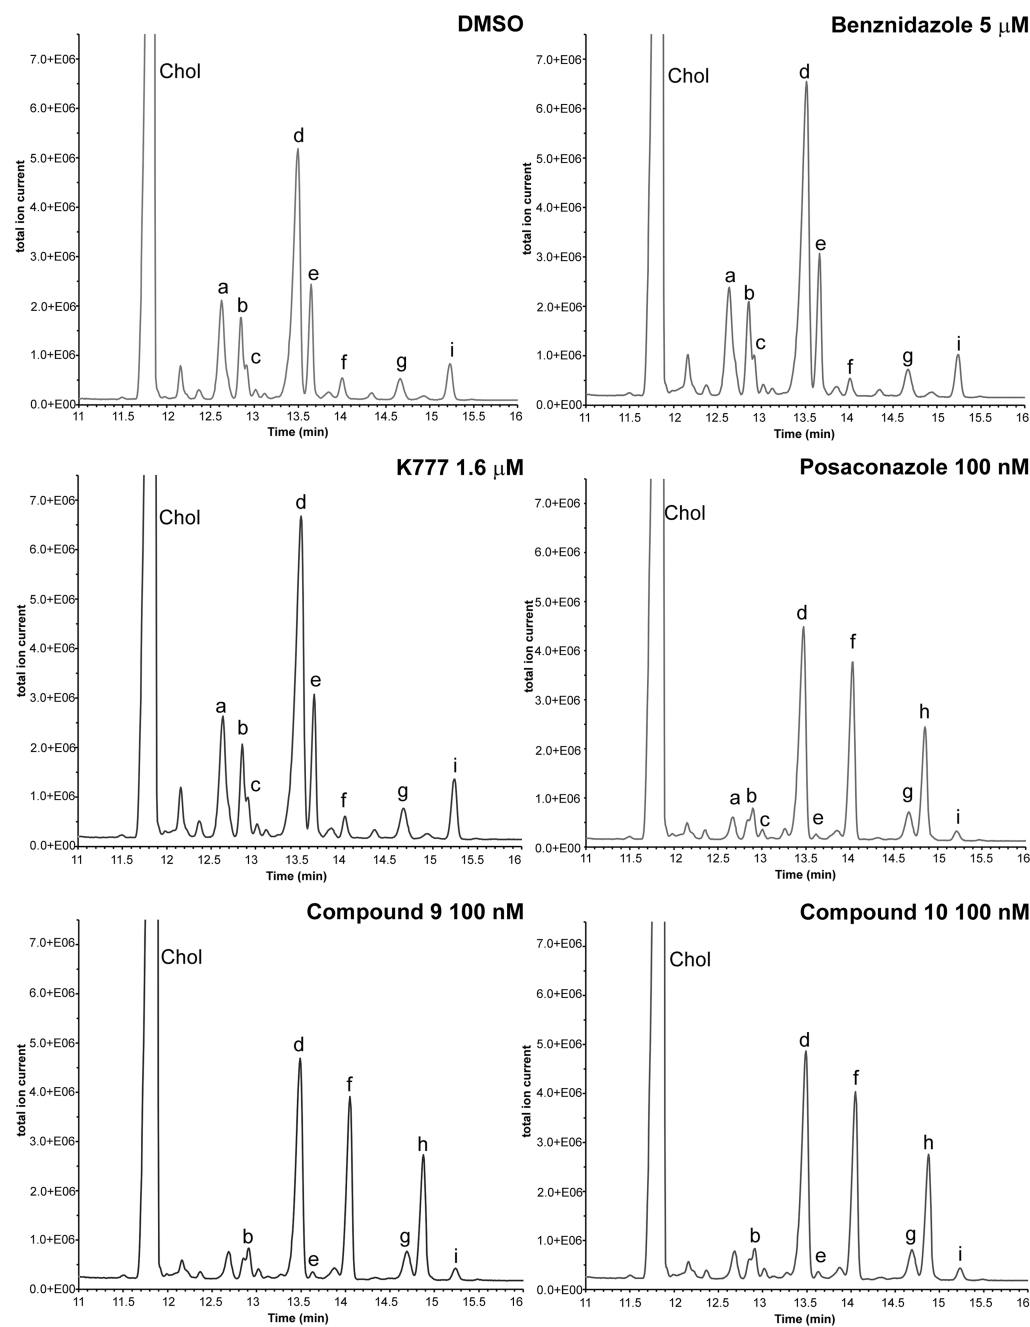 DMSO
7.0+E06
6.0+E06
5.0+E06
4.0+E06
3.0+E06
2.0+E06
1.0+E06
0.0+E00
total ion current
Chol
a
b
c
d
e
f
g
i
11 11.5 12 12.5 13 13.5 14 14.5 15 15.5 16
Time (min)
Benznidazole 5 μM
7.0+E06
6.0+E06
5.0+E06
4.0+E06
3.0+E06
2.0+E06
1.0+E06
0.0+E00
total ion current
Chol
a
b
c
d
e
f
g
i
11 11.5 12 12.5 13 13.5 14 14.5 15 15.5 16
Time (min)
K777 1.6 μM
7.0+E06
6.0+E06
5.0+E06
4.0+E06
3.0+E06
2.0+E06
1.0+E06
0.0+E00
total ion current
Chol
a
b
c
d
e
f
g
i
11 11.5 12 12.5 13 13.5 14 14.5 15 15.5 16
Time (min)
Posaconazole 100 nM
7.0+E06
6.0+E06
5.0+E06
4.0+E06
3.0+E06
2.0+E06
1.0+E06
0.0+E00
total ion current
Chol
a
b
c
d
e
f
g
h
i
11 11.5 12 12.5 13 13.5 14 14.5 15 15.5 16
Time (min)
Compound 9 100 nM
7.0+E06
6.0+E06
5.0+E06
4.0+E06
3.0+E06
2.0+E06
1.0+E06
0.0+E00
total ion current
Chol
b
d
e
f
g
h
i
11 11.5 12 12.5 13 13.5 14 14.5 15 15.5 16
Time (min)
Compound 10 100 nM
7.0+E06
6.0+E06
5.0+E06
4.0+E06
3.0+E06
2.0+E06
1.0+E06
0.0+E00
total ion current
Chol
b
d
e
f
g
h
i
11 11.5 12 12.5 13 13.5 14 14.5 15 15.5 16
Time (min)